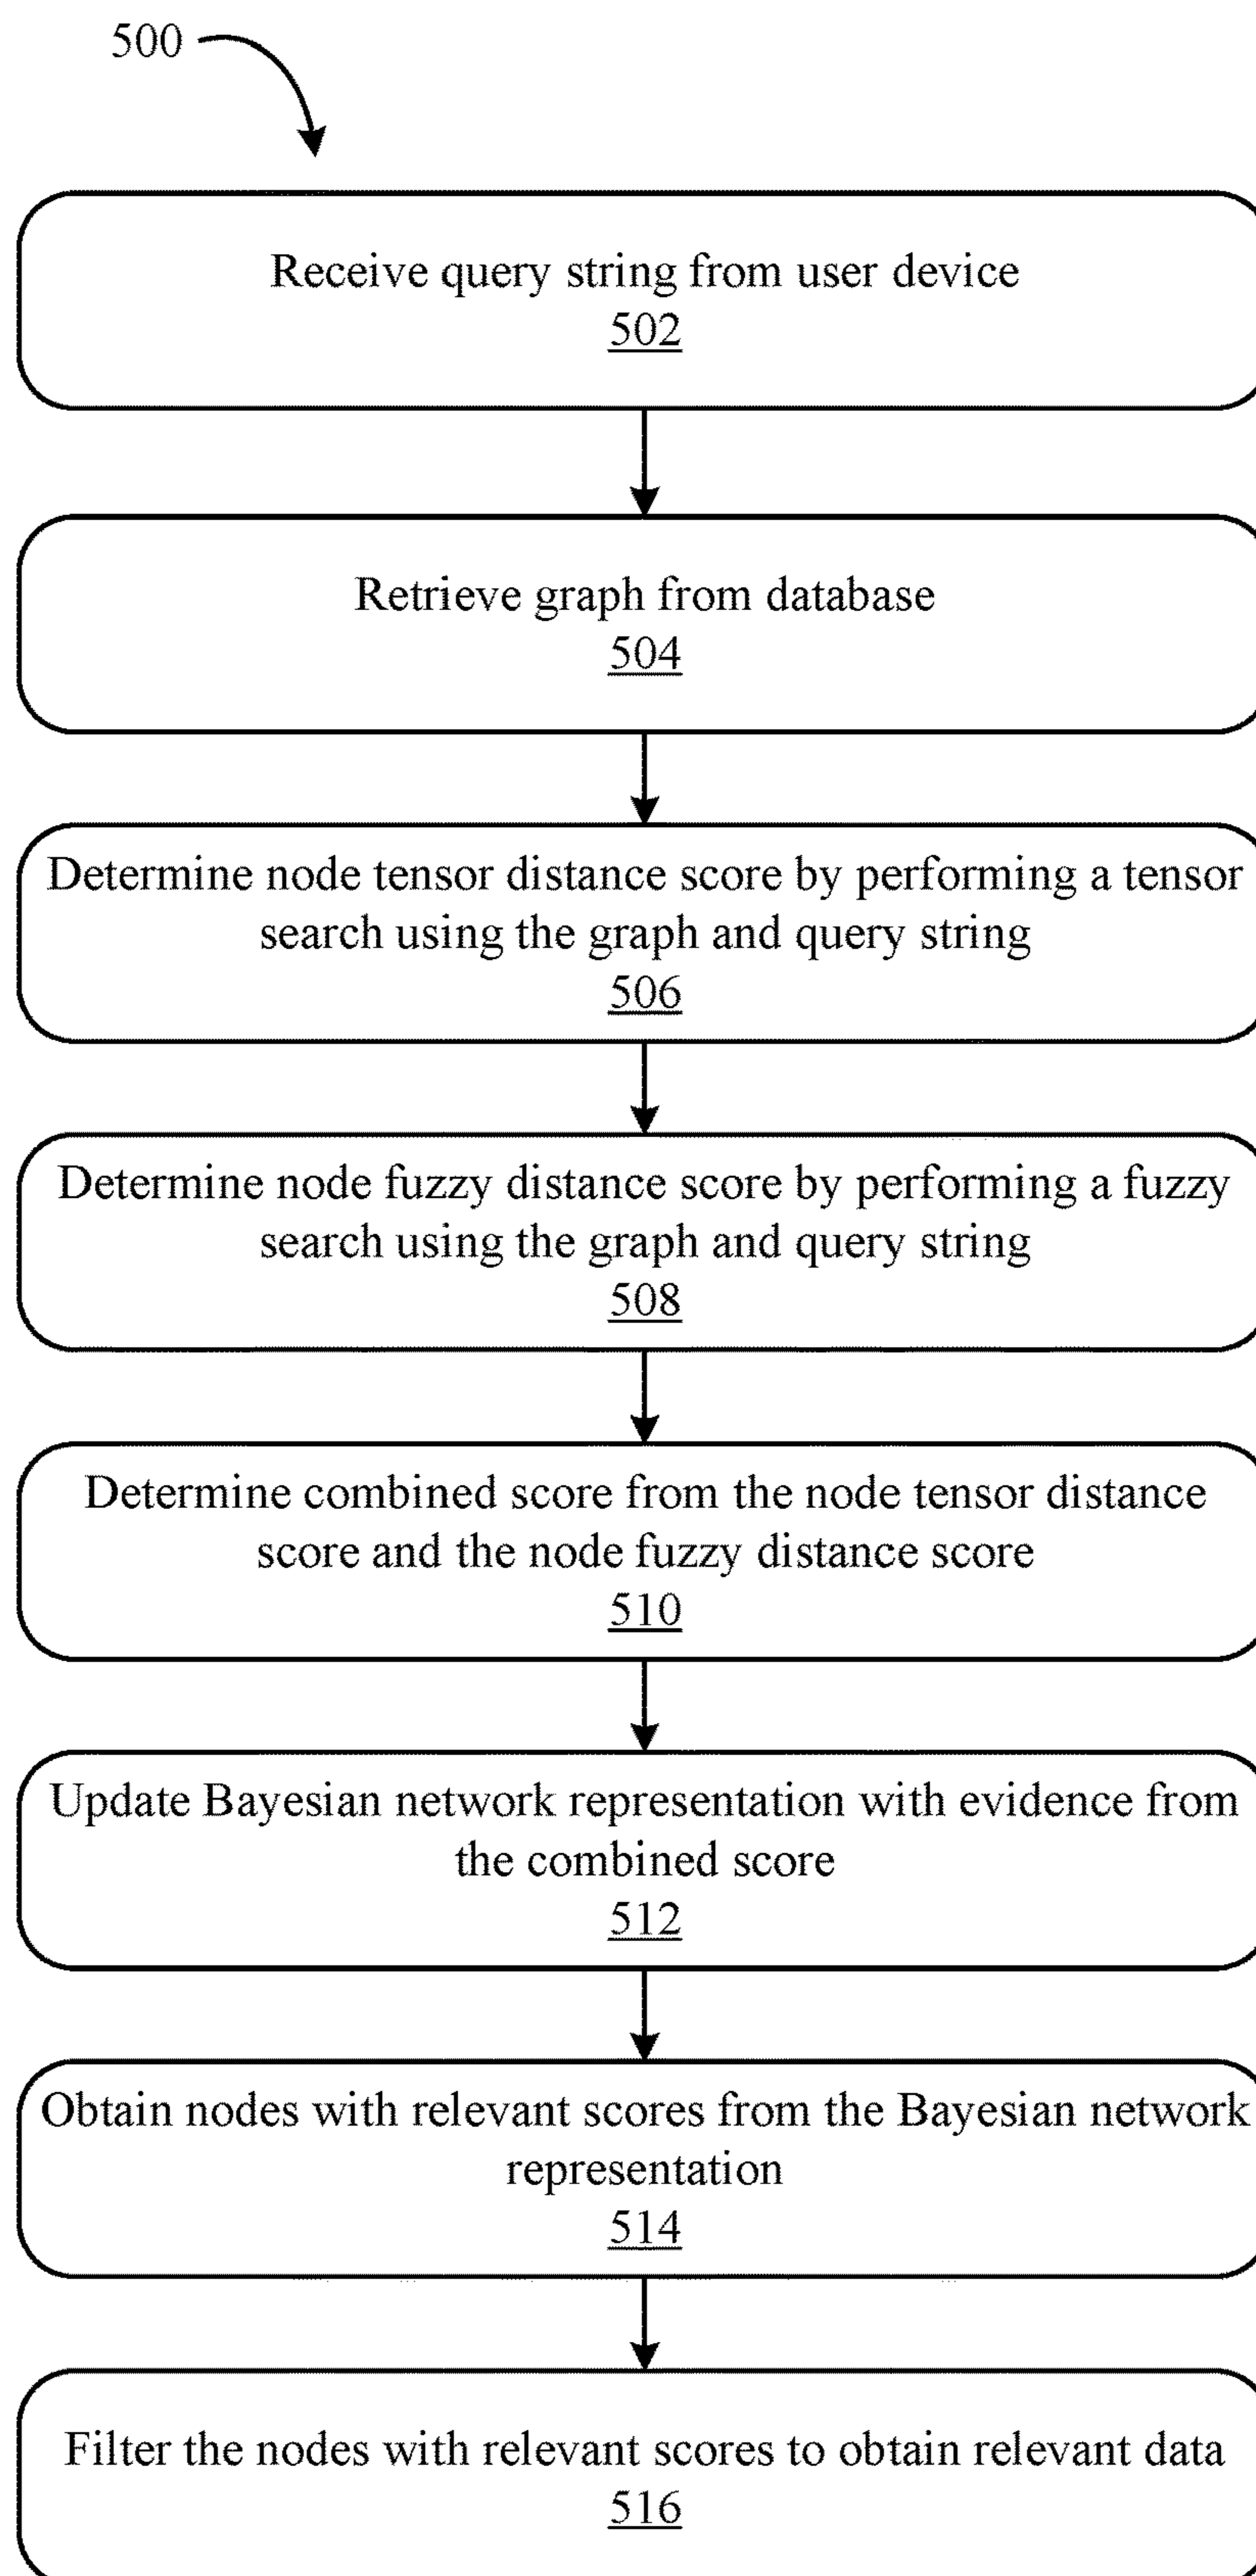 500
Receive query string from user device
502
Retrieve graph from database
504
Determine node tensor distance score by performing a tensor
search using the graph and query string
506
Determine node fuzzy distance score by performing a fuzzy
search using the graph and query string
508
Determine combined score from the node tensor distance
score and the node fuzzy distance score
510
Update Bayesian network representation with evidence from
the combined score
512
Obtain nodes with relevant scores from the Bayesian network
representation
514
Filter the nodes with relevant scores to obtain relevant data
516